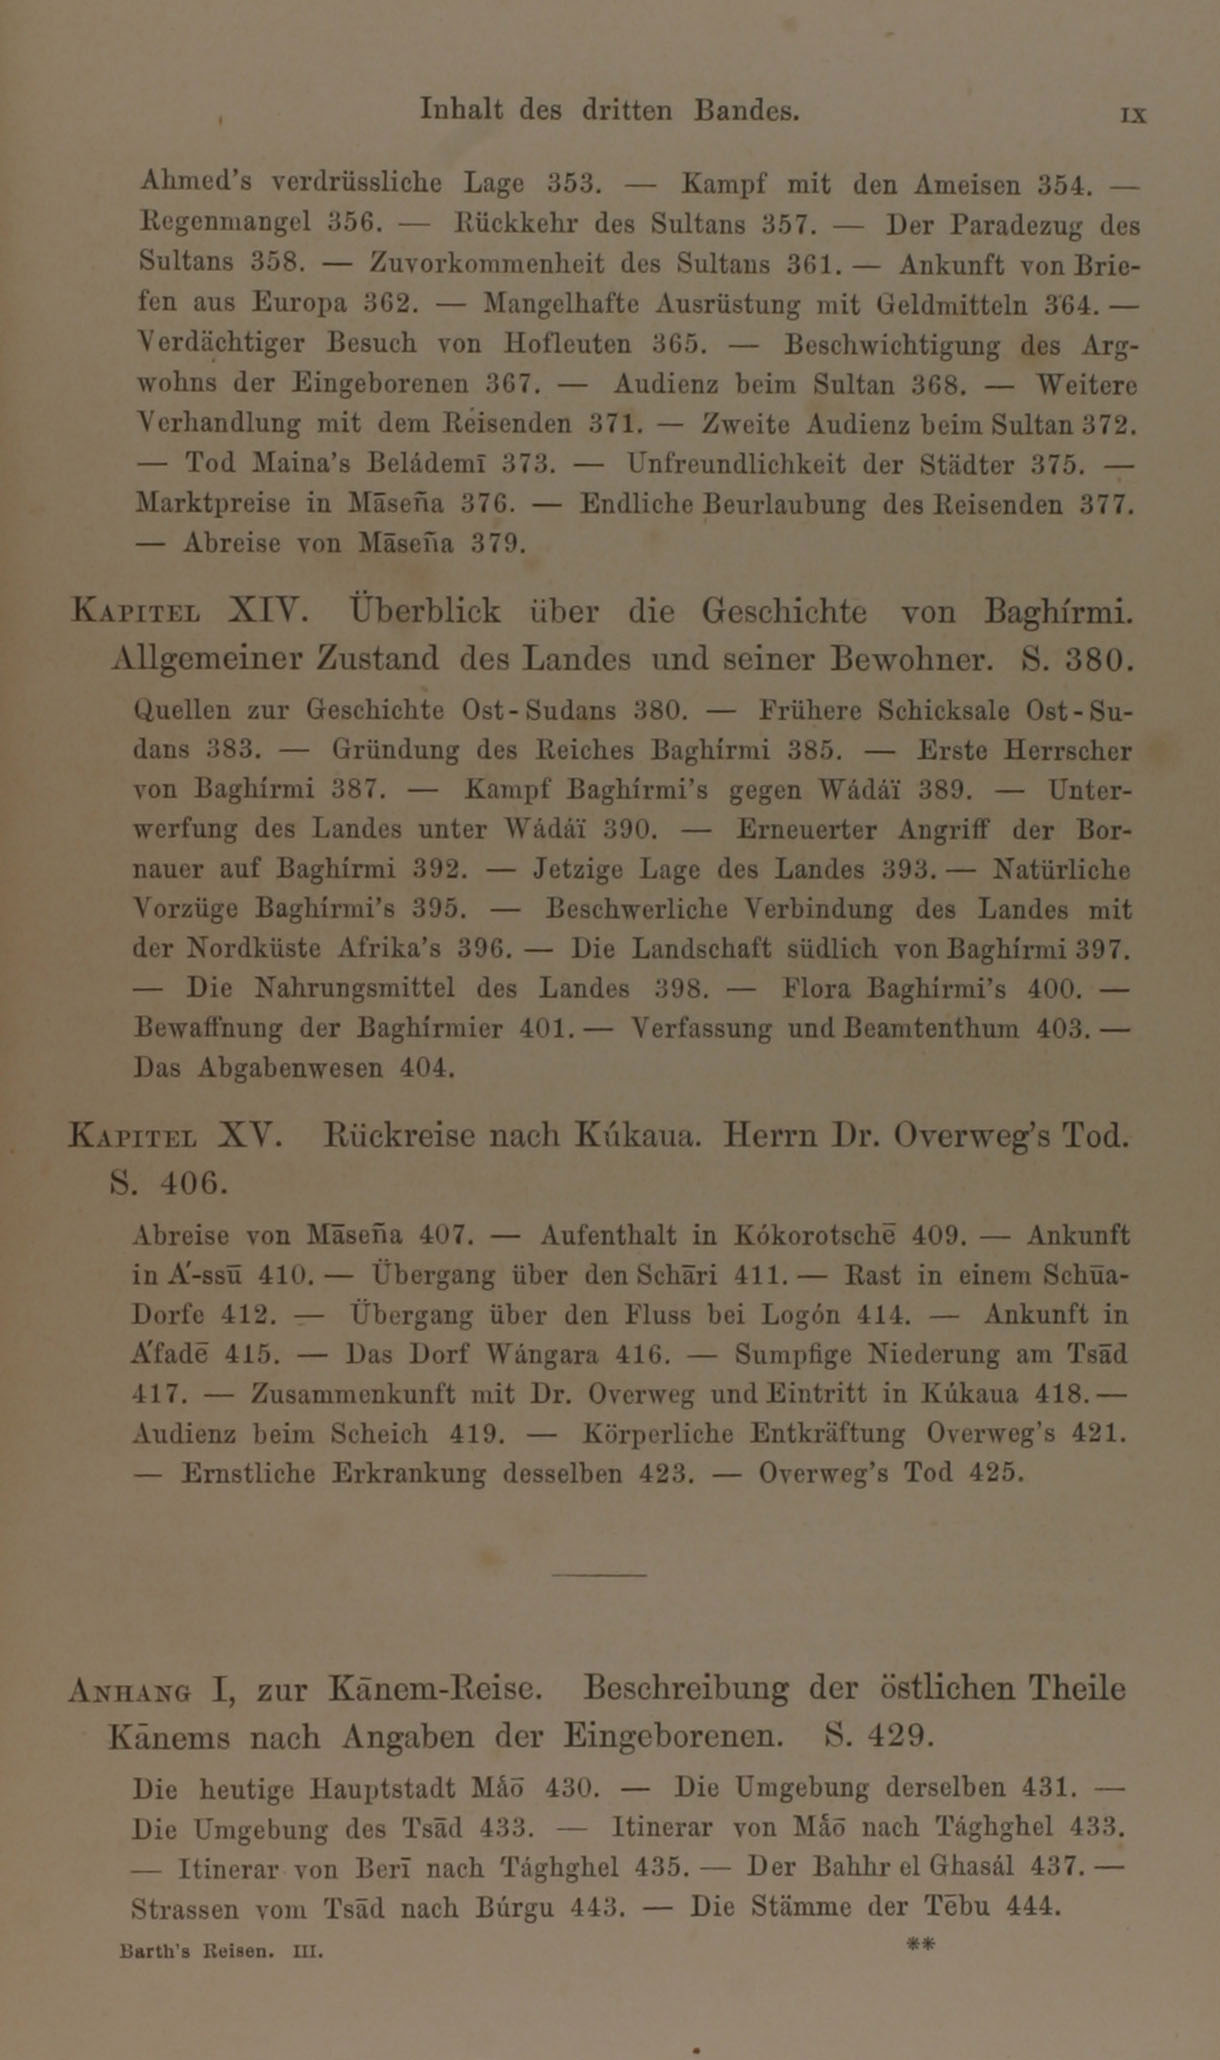 Inhalt des dritten Bandes. IX
Ahmed's verdrüssliche Lage 353. — Kampf mit den Ameisen 354. —
Regenmangel 356. — Rückkehr des Sultans 357. — Der Paradezug des
Sultans 358. — Zuvorkommenheit des Sultans 361. — Ankunft von Brie-
fen aus Europa 362. — Mangelhafte Ausrüstung mit Geldmitteln 364. —
Verdächtiger Besuch von Hofleuten 365. — Beschwichtigung des Arg-
wohns der Eingeborenen 367. — Audienz beim Sultan 368. — Weitere
Verhandlung mit dem Reisenden 371. — Zweite Audienz beim Sultan 372.
— Tod Maina's Beládemī 373. — Unfreundlichkeit der Städter 375. —
Marktpreise in Māseña 376. — Endliche Beurlaubung des Reisenden 377.
— Abreise von Māseña 379.
KAPITEL XIV. Überblick über die Geschichte von Baghírmi.
Allgemeiner Zustand des Landes und seiner Bewohner. S. 380.
Quellen zur Geschichte Ost-Sudans 380. — Frühere Schicksale Ost-Su-
dans 383. — Gründung des Reiches Baghírmi 385. — Erste Herrscher
von Baghírmi 387. — Kampf Baghírmi's gegen Wádáï 389. — Unter-
werfung des Landes unter Wádáï 390. — Erneuerter Angriff der Bor-
nauer auf Baghírmi 392. — Jetzige Lage des Landes 393. — Natürliche
Vorzüge Baghírmi's 395. — Beschwerliche Verbindung des Landes mit
der Nordküste Afrika's 396. — Die Landschaft südlich von Baghírmi 397.
— Die Nahrungsmittel des Landes 398. — Flora Baghírmi's 400. —
Bewaffnung der Baghírmier 401. — Verfassung und Beamtenthum 403. —
Das Abgabenwesen 404.
KAPITEL XV. Rückreise nach Kúkaua. Herrn Dr. Overweg's Tod.
S. 406.
Abreise von Māseña 407. — Aufenthalt in Kókorotschē 409. — Ankunft
in Á-ssū 410. — Übergang über den Schāri 411. — Rast in einem Schūa-
Dorfe 412. — Übergang über den Fluss bei Logón 414. — Ankunft in
Áfadē 415. — Das Dorf Wángara 416. — Sumpfige Niederung am Tsād
417. — Zusammenkunft mit Dr. Overweg und Eintritt in Kúkaua 418. —
Audienz beim Scheich 419. — Körperliche Entkräftung Overweg's 421.
— Ernstliche Erkrankung desselben 423. — Overweg's Tod 425.
ANHANG I, zur Kānem-Reise. Beschreibung der östlichen Theile
Kānems nach Angaben der Eingeborenen. S. 429.
Die heutige Hauptstadt Måō 430. — Die Umgebung derselben 431. —
Die Umgebung des Tsād 433. — Itinerar von Måō nach Tághghel 433.
— Itinerar von Berī nach Tághghel 435. — Der Bahhr el Ghasál 437. —
Strassen vom Tsād nach Búrgu 443. — Die Stämme der Tēbu 444.
Barth's Reisen. III. **